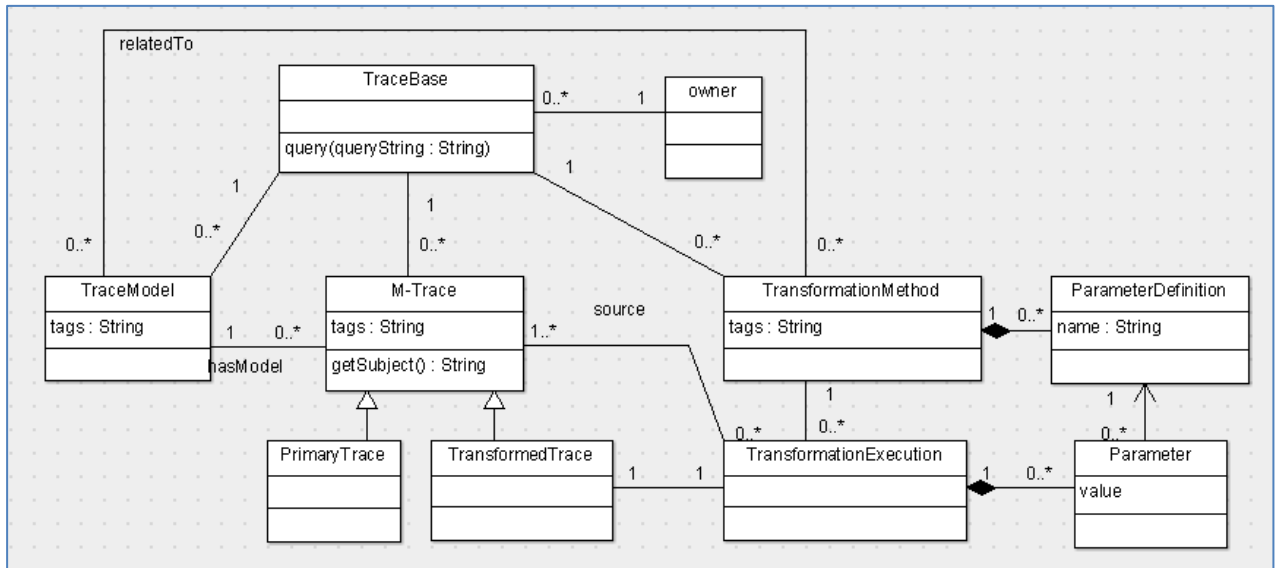 relatedTo
TraceBase
query(queryString : String)
0..* 1
owner
1
1
1
0..*
0..*
0..*
0..*
0..*
TraceModel
tags : String
1 0..*
hasModel
M-Trace
tags : String
getSubject() : String
source
1..*
TransformationMethod
tags : String
1 0..*
ParameterDefinition
name : String
1
0..*
0..*
1
0..*
PrimaryTrace
TransformedTrace
1 1
TransformationExecution
1 0..*
Parameter
value